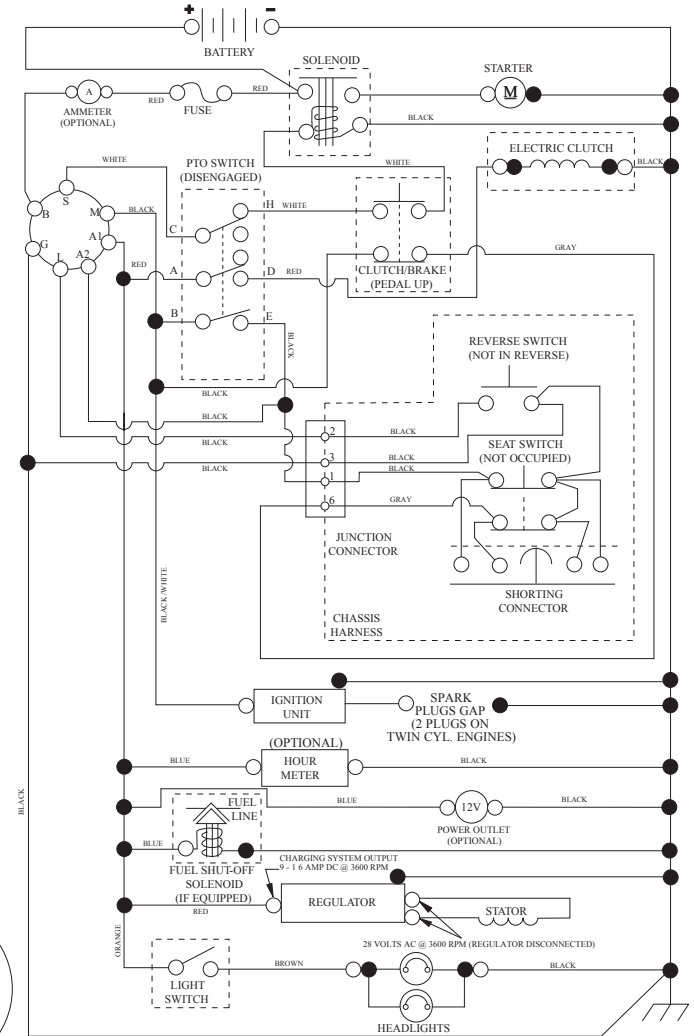 + -
BATTERY
SOLENOID
STARTER
A
M
AMMETER
(OPTIONAL)
RED
FUSE
RED
BLACK
ELECTRIC CLUTCH
BLACK
WHITE
PTO SWITCH
(DISENGAGED)
WHITE
S
B
M
BLACK
H
WHITE
G
A1
C
L
A2
RED
A
D
RED
CLUTCH/BRAKE
(PEDAL UP)
GRAY
B
E
BLACK
REVERSE SWITCH
(NOT IN REVERSE)
BLACK
BLACK
BLACK
2
BLACK
SEAT SWITCH
(NOT OCCUPIED)
BLACK
3
BLACK
1
BLACK
6
GRAY
JUNCTION
CONNECTOR
SHORTING
CONNECTOR
CHASSIS
HARNESS
BLACK/WHITE
IGNITION
UNIT
SPARK
PLUGS GAP
(2 PLUGS ON
TWIN CYL. ENGINES)
(OPTIONAL)
BLUE
HOUR
METER
BLACK
BLACK
FUEL
LINE
BLUE
12V
BLACK
POWER OUTLET
(OPTIONAL)
BLUE
FUEL SHUT-OFF
SOLENOID
(IF EQUIPPED)
CHARGING SYSTEM OUTPUT
9 - 1 6 AMP DC @ 3600 RPM
RED
REGULATOR
STATOR
28 VOLTS AC @ 3600 RPM (REGULATOR DISCONNECTED)
ORANGE
BROWN
BLACK
LIGHT
SWITCH
HEADLIGHTS